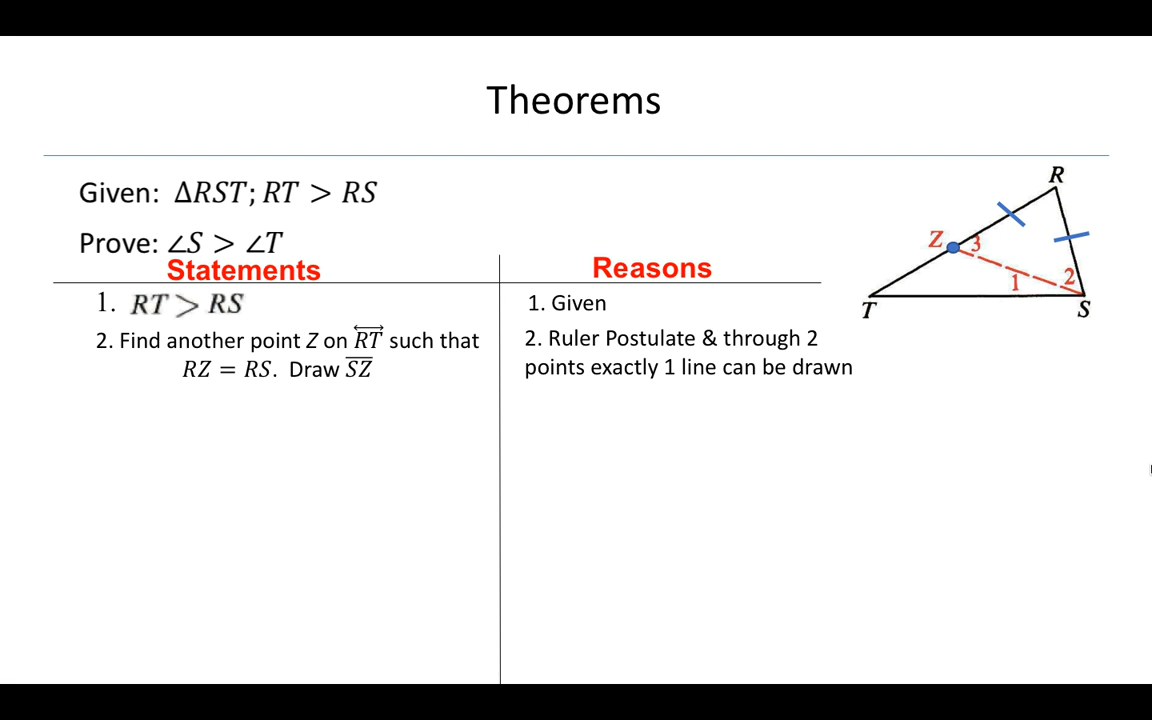 Theorems
Given: ΔRST; RT > RS
Prove: ∠S > ∠T
Statements
Reasons
1. RT > RS
1. Given
2. Find another point Z on \overleftrightarrow{RT} such that
RZ = RS. Draw \overline{SZ}
2. Ruler Postulate & through 2
points exactly 1 line can be drawn
R
Z
3
2
1
T
S